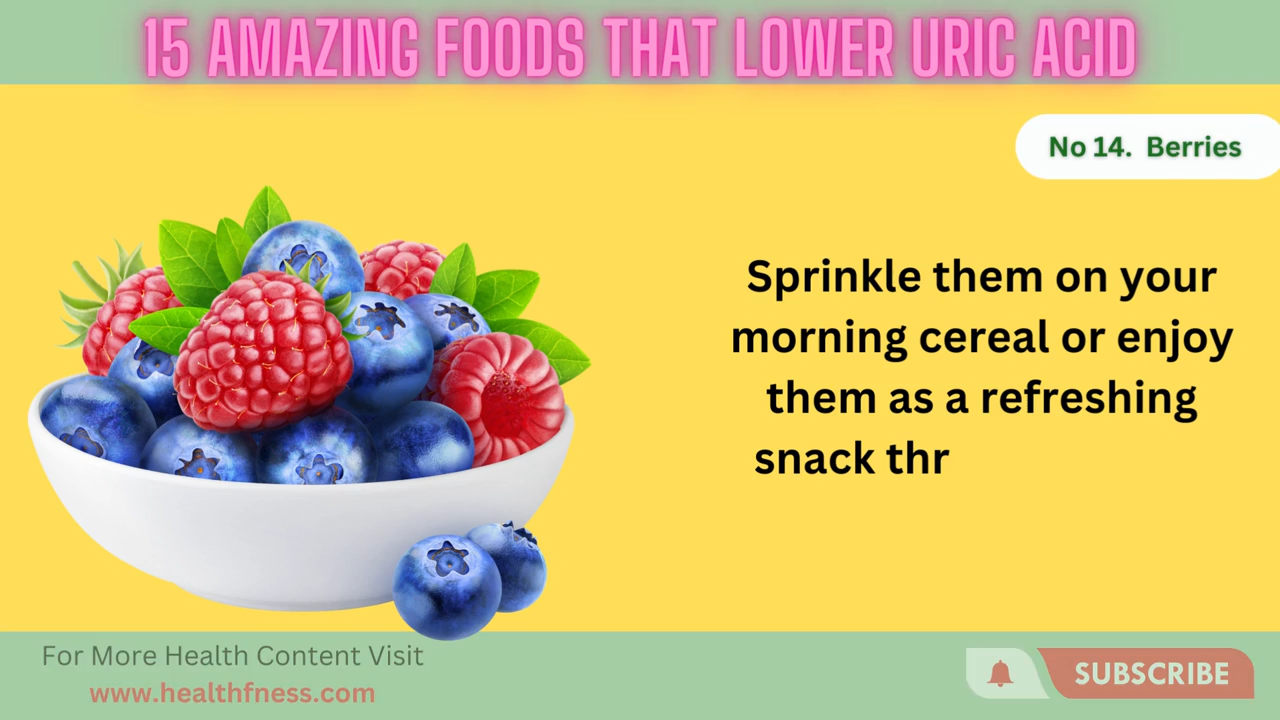 15 AMAZING FOODS THAT LOWER URIC ACID
No 14. Berries
Sprinkle them on your
morning cereal or enjoy
them as a refreshing
snack thr
For More Health Content Visit
www.healthfness.com
SUBSCRIBE